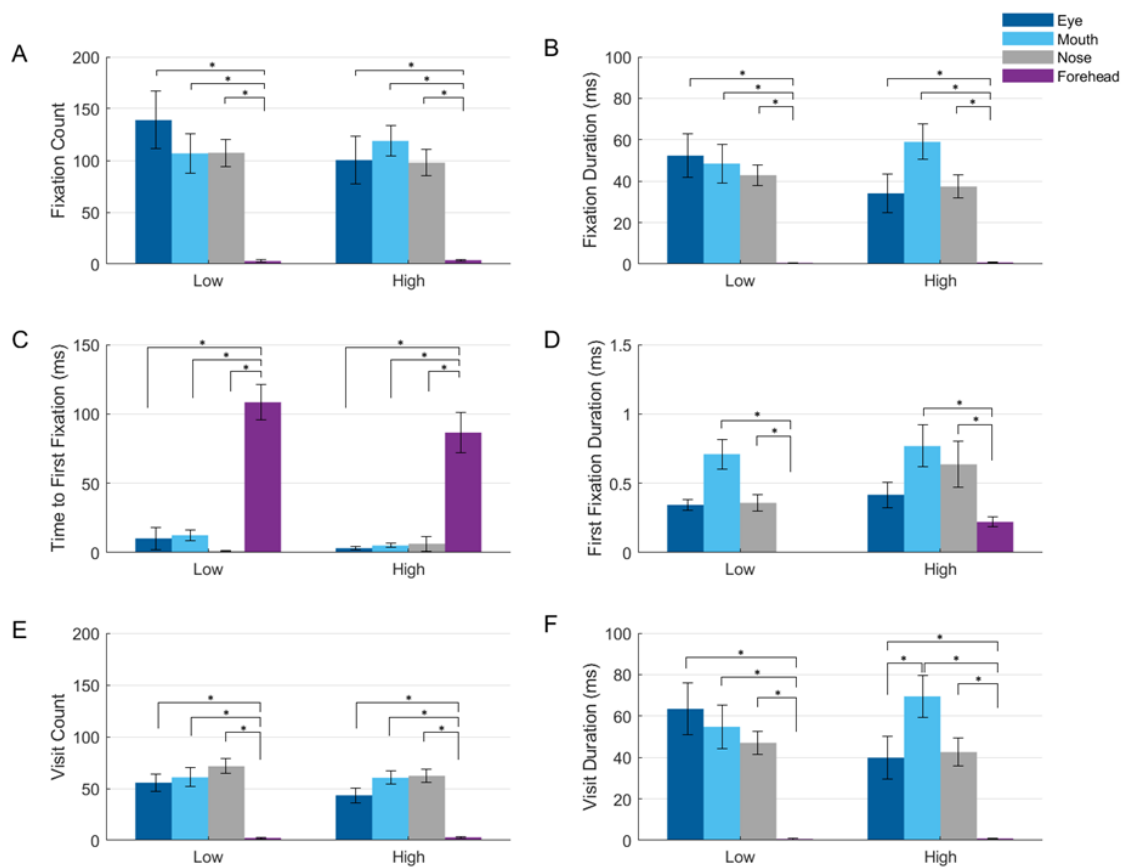 Eye
Mouth
Nose
Forehead
A
Fixation Count
200
150
100
50
0
* * *
* * *
Low High
B
Fixation Duration (ms)
100
80
60
40
20
0
* * *
* * *
Low High
C
Time to First Fixation (ms)
150
100
50
0
* * *
* * *
Low High
D
First Fixation Duration (ms)
1.5
1
0.5
0
* *
* *
Low High
E
Visit Count
200
150
100
50
0
* * *
* * *
Low High
F
Visit Duration (ms)
100
80
60
40
20
0
* * *
* * * *
Low High